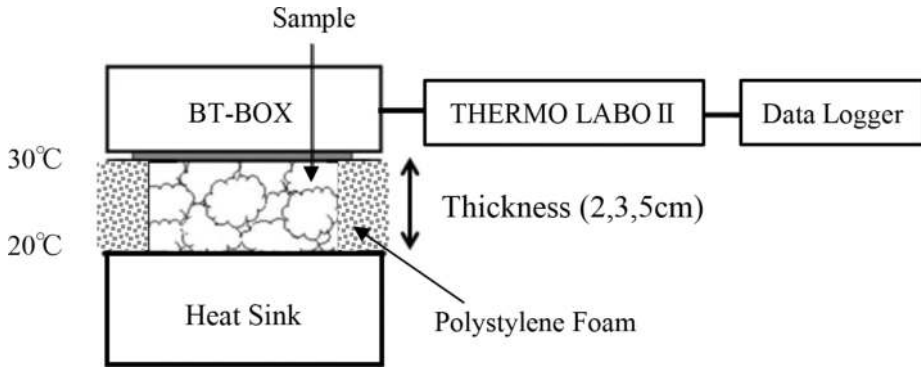 Sample
BT-BOX
THERMO LABO II
Data Logger
30℃
Thickness (2,3,5cm)
20℃
Heat Sink
Polystylene Foam